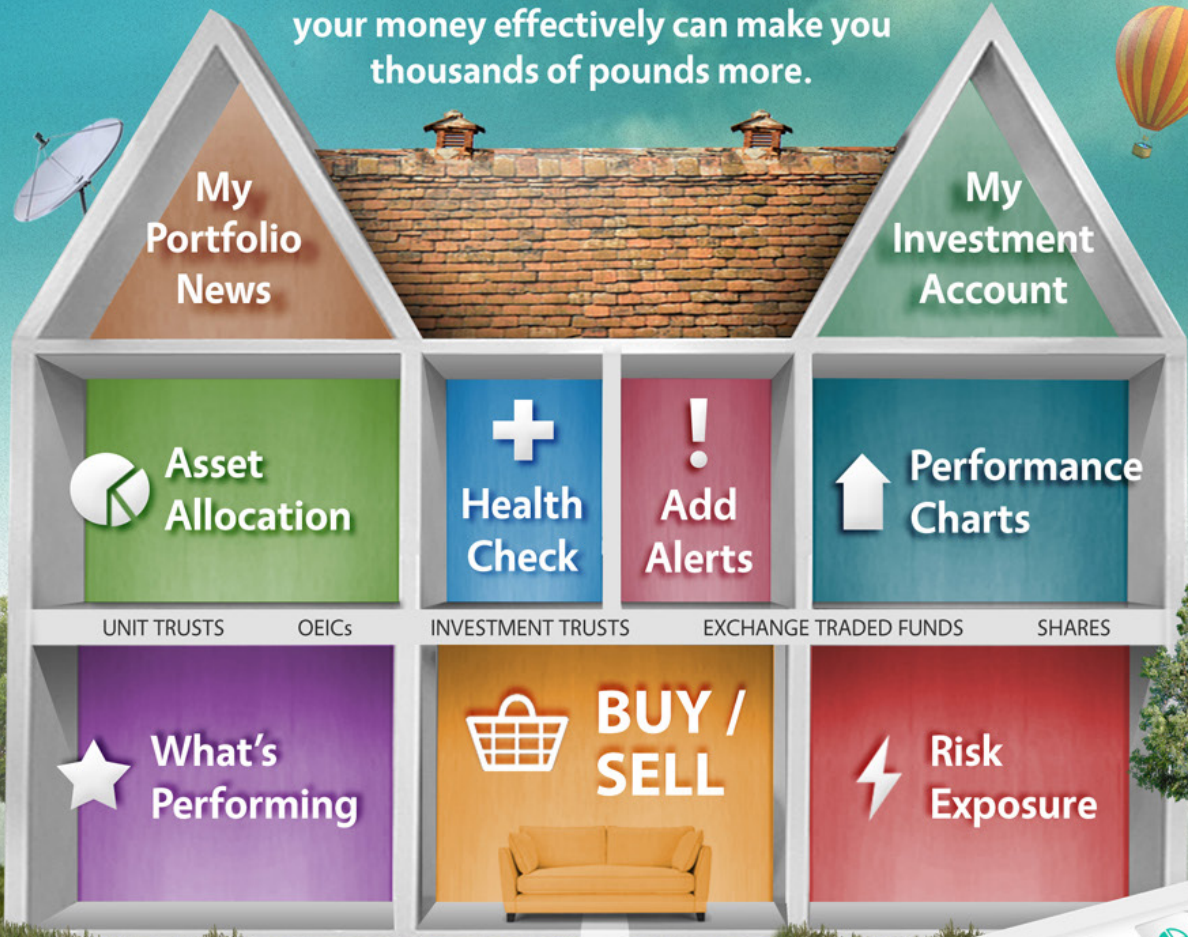 your money effectively can make you
thousands of pounds more.
My
Portfolio
News
My
Investment
Account
Asset
Allocation
Health
Check
Add
Alerts
Performance
Charts
UNIT TRUSTS OEICs INVESTMENT TRUSTS EXCHANGE TRADED FUNDS SHARES
What's
Performing
BUY /
SELL
Risk
Exposure